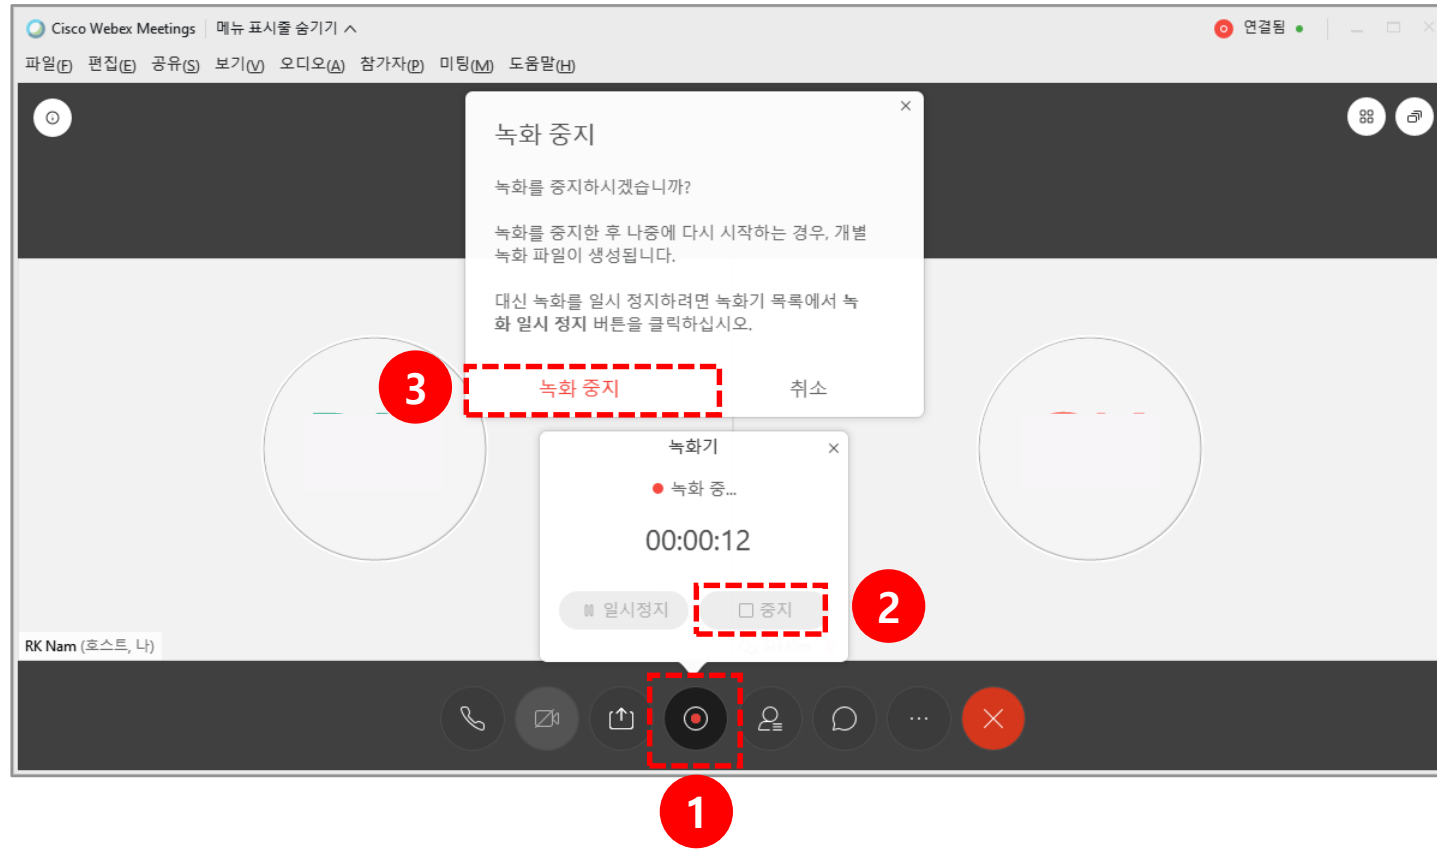 Cisco Webex Meetings 메뉴 표시줄 숨기기 연결됨
파일(F) 편집(E) 공유(S) 보기(V) 오디오(A) 참가자(P) 미팅(M) 도움말(H)
녹화 중지
녹화를 중지하시겠습니까?
녹화를 중지한 후 나중에 다시 시작하는 경우, 개별
녹화 파일이 생성됩니다.
대신 녹화를 일시 정지하려면 녹화기 목록에서 녹
화 일시 정지 버튼을 클릭하십시오.
3
녹화 중지 취소
녹화기
녹화 중...
00:00:12
일시정지 중지
2
RK Nam (호스트, 나)
1